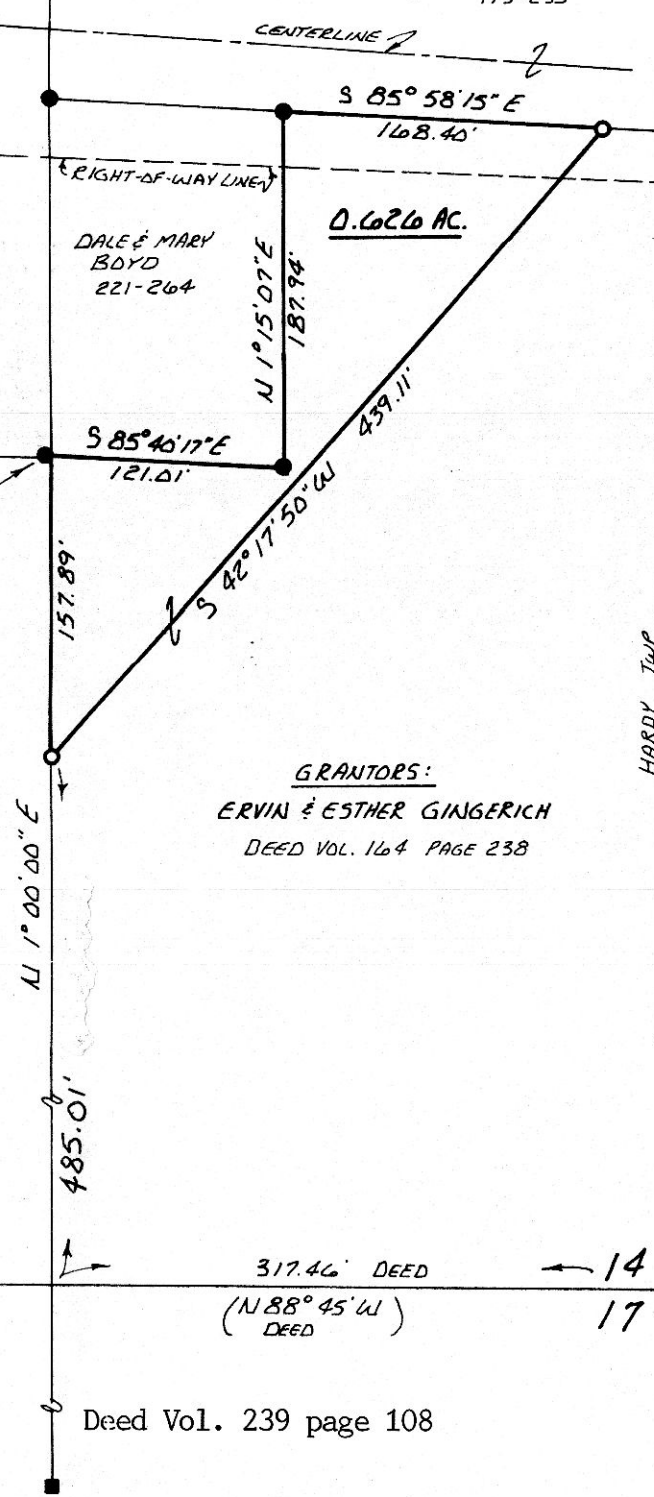 CENTERLINE
S 85° 58' 15" E
168.40'
RIGHT-OF-WAY LINE
0.626 AC.
DALE & MARY
BOYD
221-264
N 1° 15' 07" E
187.94'
439.11'
S 85° 40' 17" E
121.01'
S 42° 17' 50" W
157.89'
HARDY TWP
GRANTORS:
ERVIN & ESTHER GINGERICH
DEED VOL. 164 PAGE 238
N 1° 00' 00" E
485.01'
317.46' DEED
14
(N 88° 45' W)
DEED
17
Deed Vol. 239 page 108